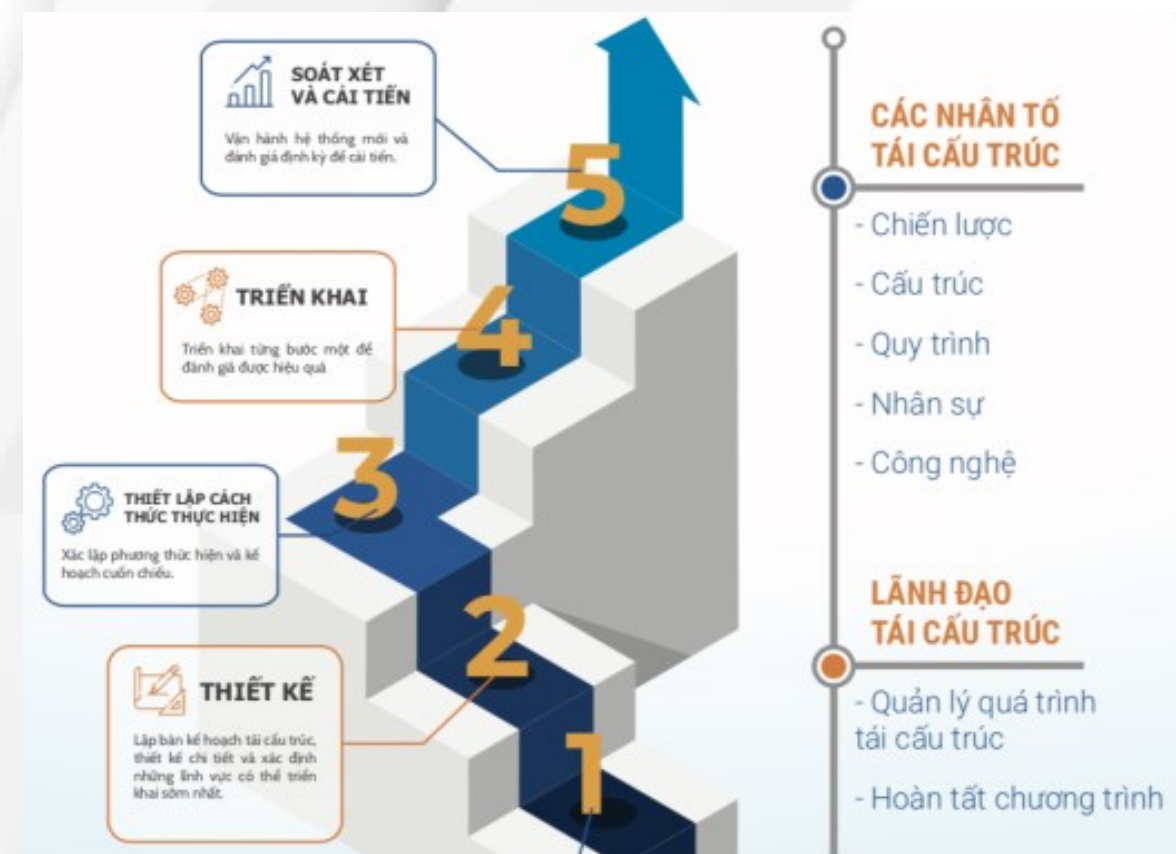 SOÁT XÉT
VÀ CẢI TIẾN
Vận hành hệ thống mới và
đánh giá định kỳ để cải tiến.
5
TRIỂN KHAI
Triển khai từng bước một để
đánh giá được hiệu quả
4
THIẾT LẬP CÁCH
THỨC THỰC HIỆN
Xác lập phương thức hiện và kế
hoạch cuốn chiếu.
3
THIẾT KẾ
Lập bản kế hoạch tái cấu trúc,
thiết kế chi tiết và xác định
những lĩnh vực có thể triển
khai sớm nhất.
2
1
CÁC NHÂN TỐ
TÁI CẤU TRÚC
- Chiến lược
- Cấu trúc
- Quy trình
- Nhân sự
- Công nghệ
LÃNH ĐẠO
TÁI CẤU TRÚC
- Quản lý quá trình
tái cấu trúc
- Hoàn tất chương trình